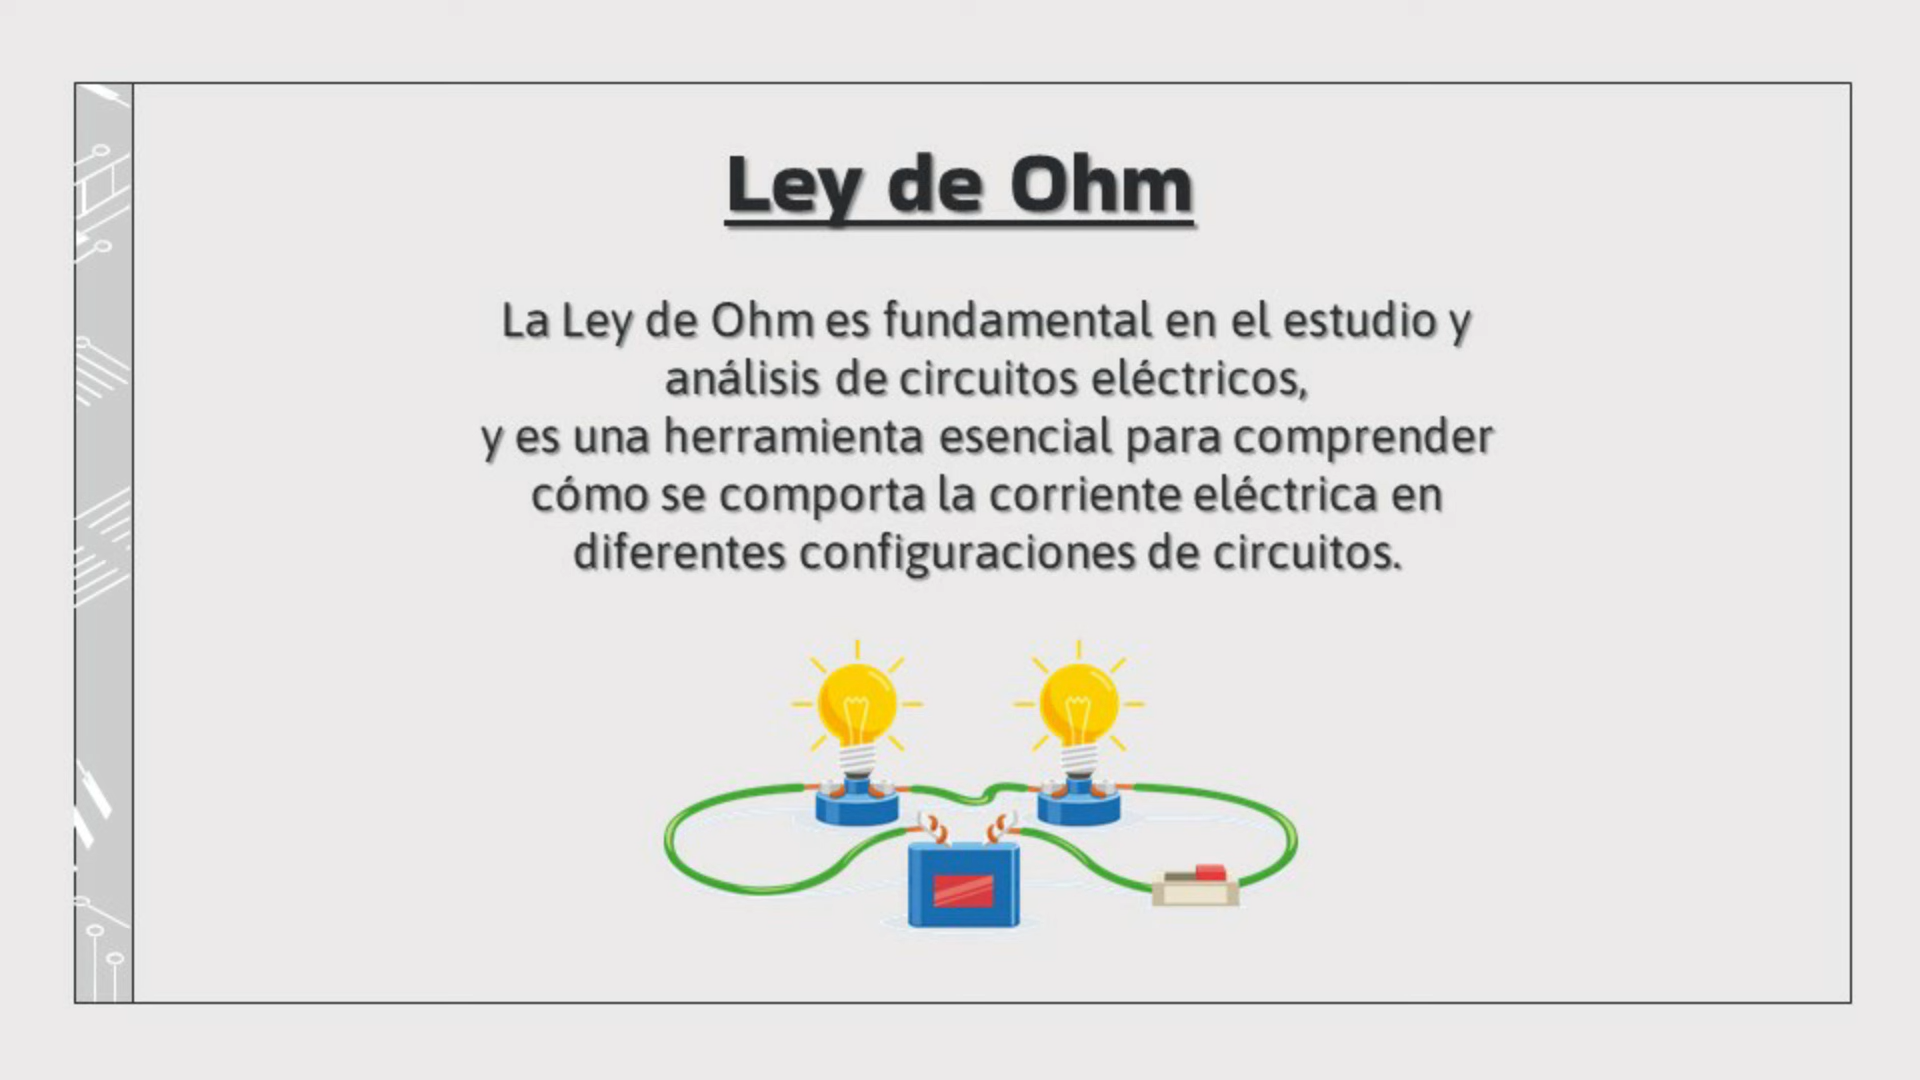 Ley de Ohm
La Ley de Ohm es fundamental en el estudio y
análisis de circuitos eléctricos,
y es una herramienta esencial para comprender
cómo se comporta la corriente eléctrica en
diferentes configuraciones de circuitos.